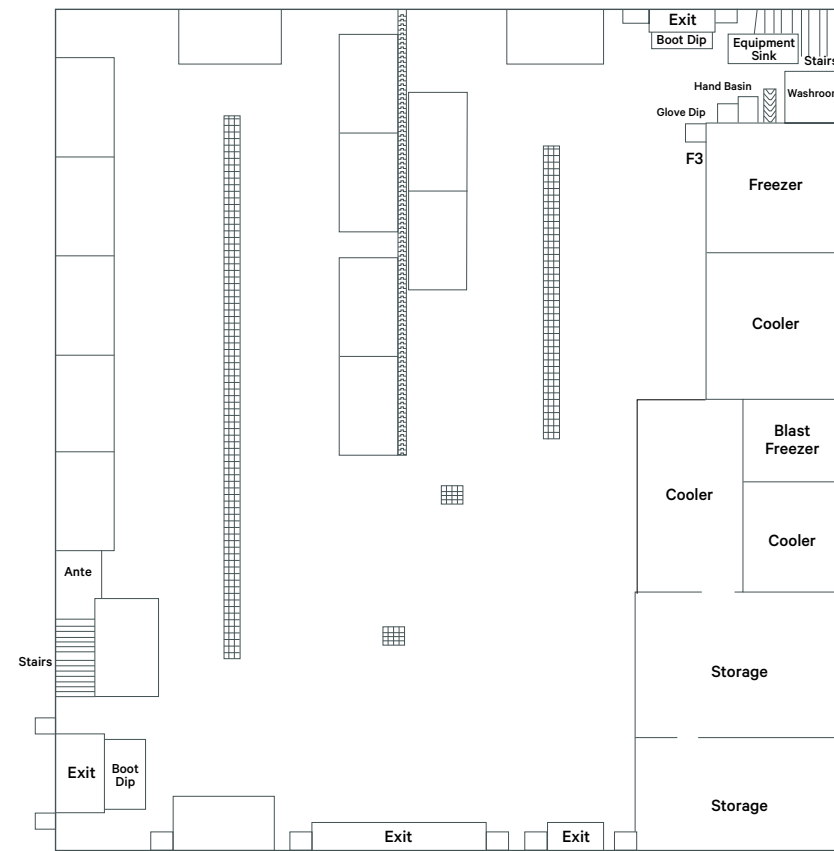 Exit
Boot Dip
Equipment
Sink
Stairs
Hand Basin
Washroom
Glove Dip
F3
Freezer
Cooler
Blast
Freezer
Cooler
Cooler
Ante
Stairs
Storage
Exit
Boot
Dip
Storage
Exit
Exit